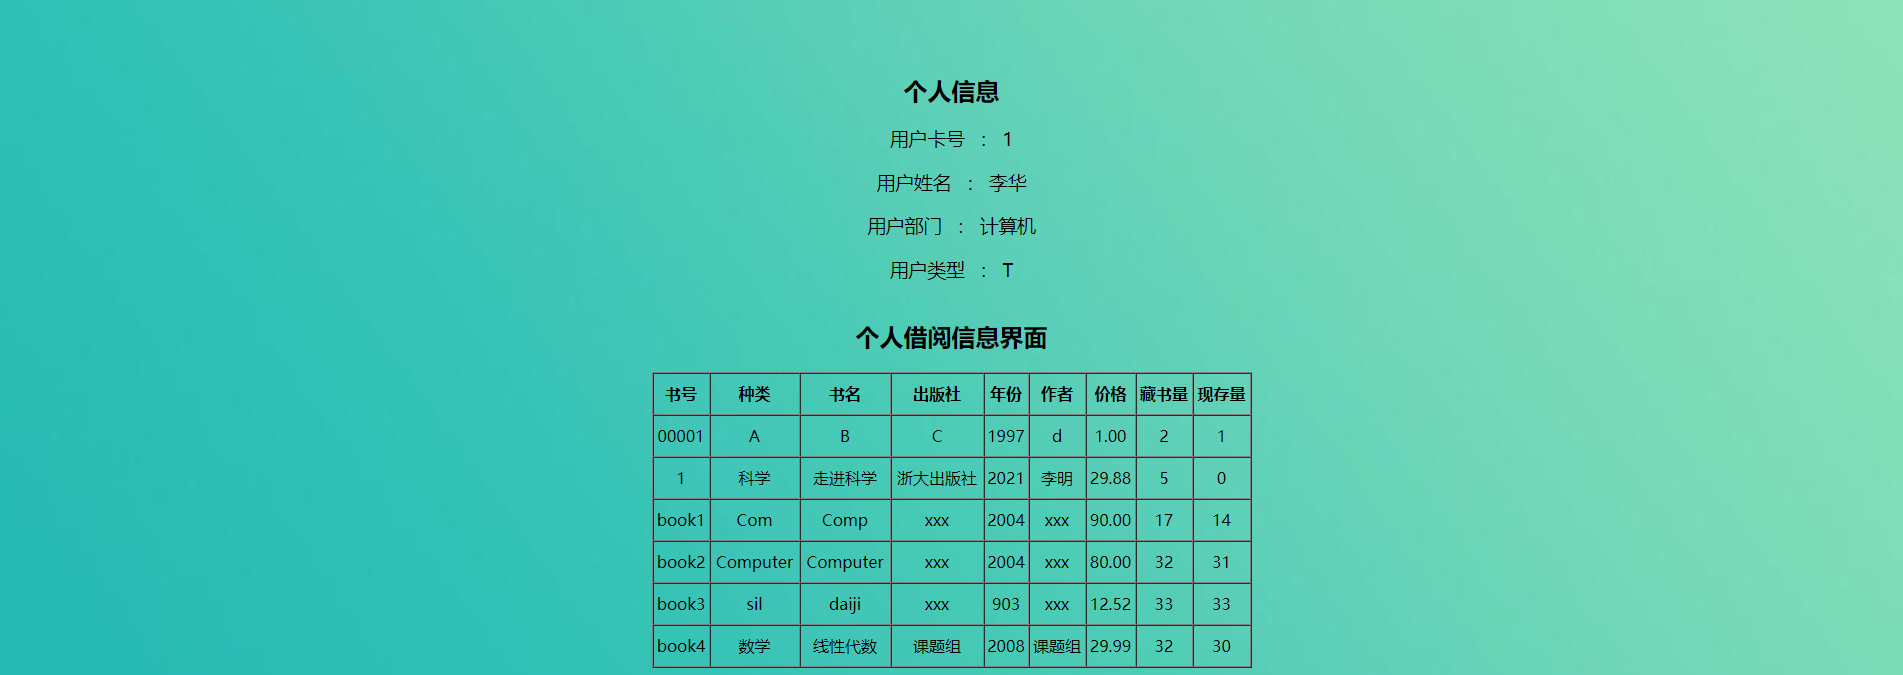 个人信息
用户卡号 : 1
用户姓名 : 李华
用户部门 : 计算机
用户类型 : T
个人借阅信息界面
书号 种类 书名 出版社 年份 作者 价格 藏书量 现存量
00001 A B C 1997 d 1.00 2 1
1 科学 走进科学 浙大出版社 2021 李明 29.88 5 0
book1 Com Comp xxx 2004 xxx 90.00 17 14
book2 Computer Computer xxx 2004 xxx 80.00 32 31
book3 sil daiji xxx 903 xxx 12.52 33 33
book4 数学 线性代数 课题组 2008 课题组 29.99 32 30